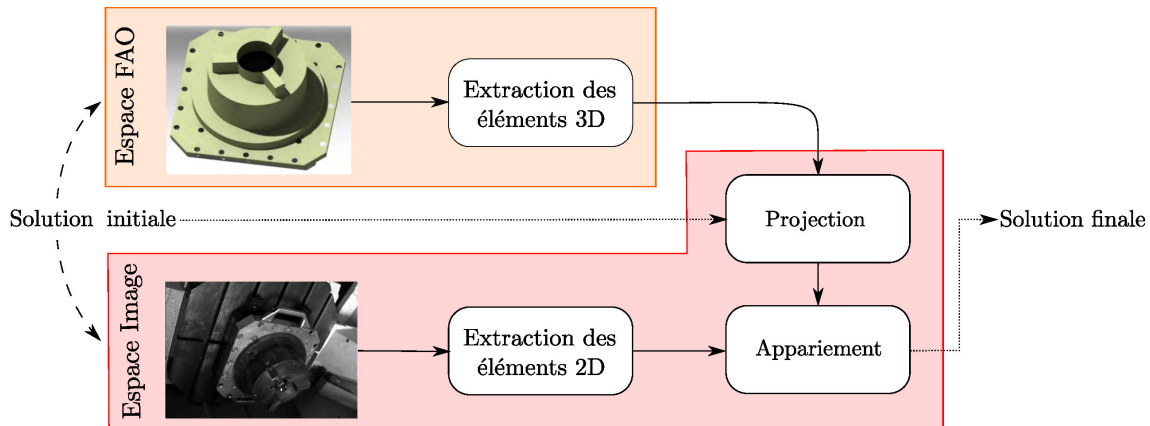 Espace FAO
Extraction des
éléments 3D
Solution initiale
Projection
Solution finale
Espace Image
Extraction des
éléments 2D
Appariement